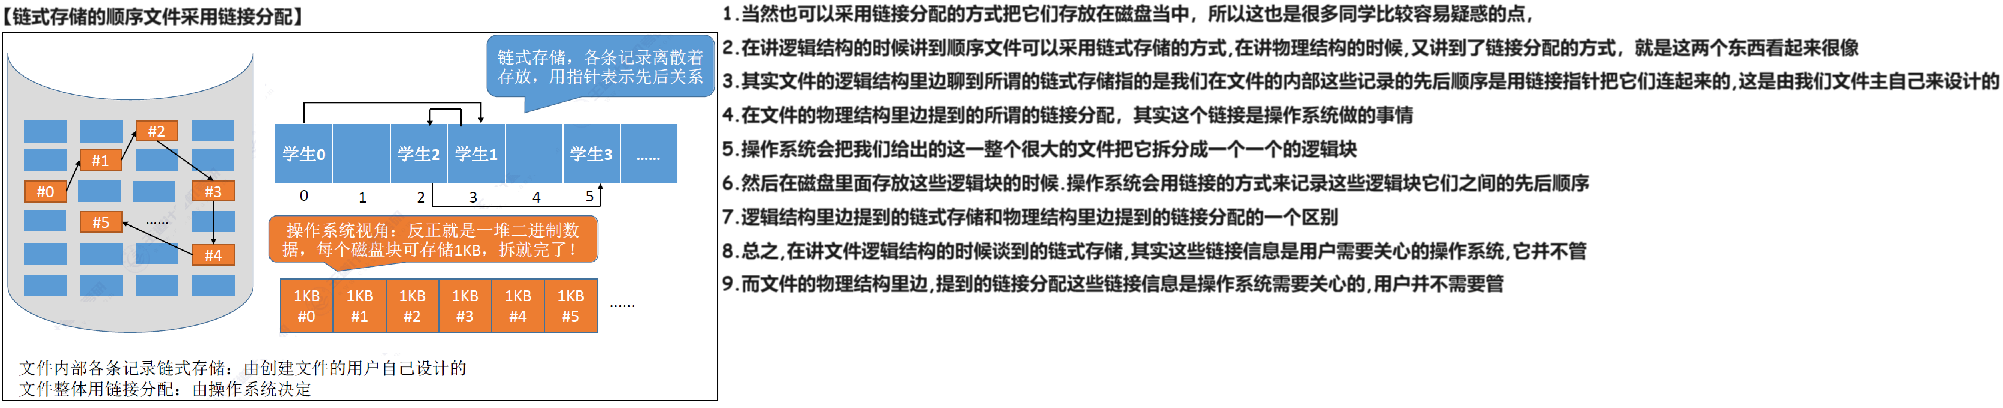 【链式存储的顺序文件采用链接分配】
链式存储，各条记录离散着
存放，用指针表示先后关系
#2
#1
#0
#3
#5
......
#4
学生0
学生2
学生1
学生3
......
0
1
2
3
4
5
操作系统视角：反正就是一堆二进制数
据，每个磁盘块可存储1KB，拆就完了！
1KB
#0
1KB
#1
1KB
#2
1KB
#3
1KB
#4
1KB
#5
......
文件内部各条记录链式存储：由创建文件的用户自己设计的
文件整体用链接分配：由操作系统决定
1.当然也可以采用链接分配的方式把它们存放在磁盘当中，所以这也是很多同学比较容易疑惑的点，
2.在讲逻辑结构的时候讲到顺序文件可以采用链式存储的方式,在讲物理结构的时候,又讲到了链接分配的方式，就是这两个东西看起来很像
3.其实文件的逻辑结构里边聊到所谓的链式存储指的是我们在文件的内部这些记录的先后顺序是用链接指针把它们连起来的,这是由我们文件主自己来设计的
4.在文件的物理结构里边提到的所谓的链接分配，其实这个链接是操作系统做的事情
5.操作系统会把我们给出的这一整个很大的文件把它拆分成一个一个的逻辑块
6.然后在磁盘里面存放这些逻辑块的时候.操作系统会用链接的方式来记录这些逻辑块它们之间的先后顺序
7.逻辑结构里边提到的链式存储和物理结构里边提到的链接分配的一个区别
8.总之,在讲文件逻辑结构的时候谈到的链式存储,其实这些链接信息是用户需要关心的操作系统,它并不管
9.而文件的物理结构里边,提到的链接分配这些链接信息是操作系统需要关心的,用户并不需要管